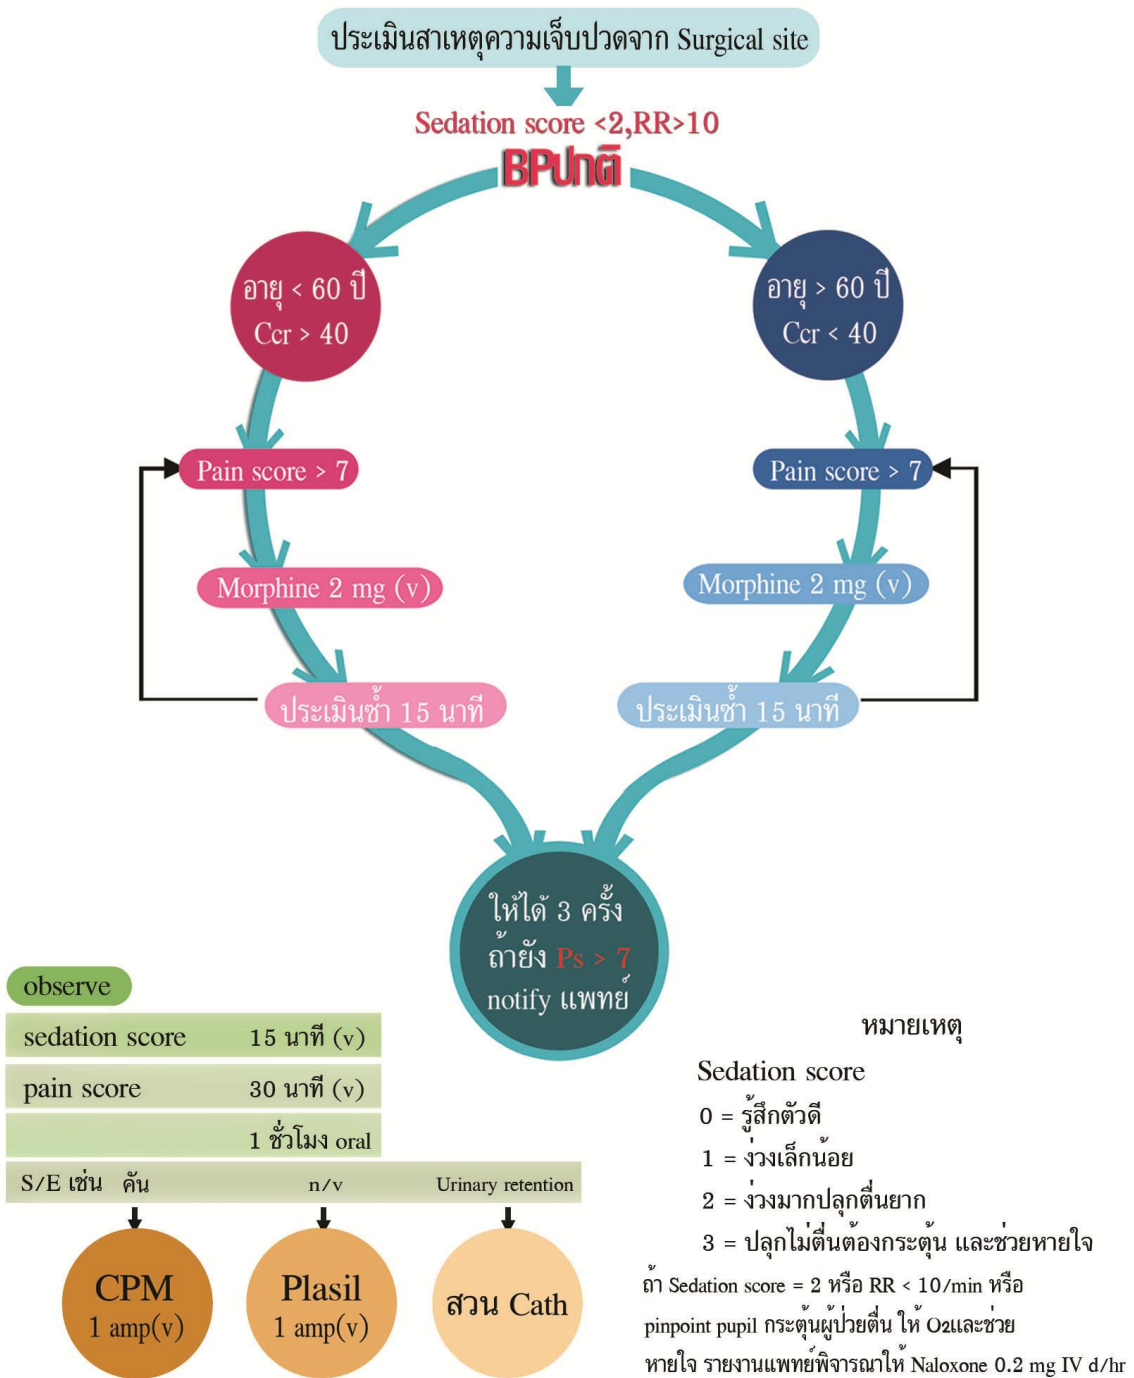 ประเมินสาเหตุความเจ็บปวดจาก Surgical site
Sedation score <2,RR>10
BPปกติ
อายุ < 60 ปี
Ccr > 40
อายุ > 60 ปี
Ccr < 40
Pain score > 7
Pain score > 7
Morphine 2 mg (v)
Morphine 2 mg (v)
ประเมินซ้ำ 15 นาที
ประเมินซ้ำ 15 นาที
ให้ได้ 3 ครั้ง
ถ้ายัง Ps > 7
notify แพทย์
observe
sedation score 15 นาที (v)
pain score 30 นาที (v)
1 ชั่วโมง oral
S/E เช่น คัน n/v Urinary retention
CPM
1 amp(v)
Plasil
1 amp(v)
สวน Cath
หมายเหตุ
Sedation score
0 = รู้สึกตัวดี
1 = ง่วงเล็กน้อย
2 = ง่วงมากปลุกตื่นยาก
3 = ปลุกไม่ตื่นต้องกระตุ้น และช่วยหายใจ
ถ้า Sedation score = 2 หรือ RR < 10/min หรือ
pinpoint pupil กระตุ้นผู้ป่วยตื่น ให้ O2และช่วย
หายใจ รายงานแพทย์พิจารณาให้ Naloxone 0.2 mg IV d/hr